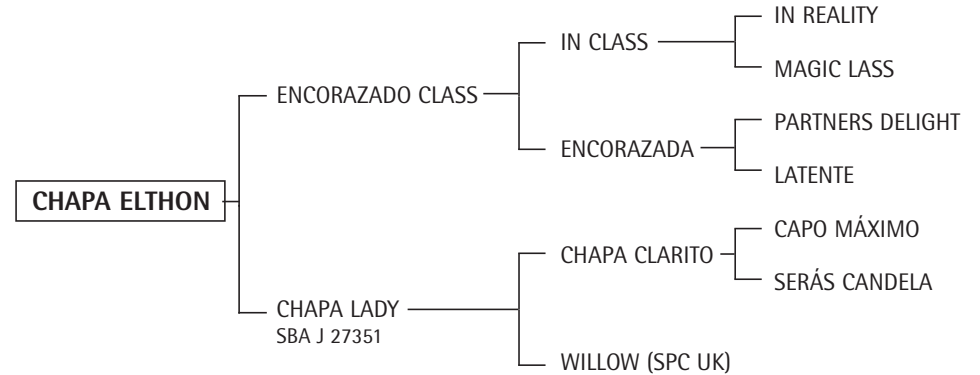 IN REALITY
IN CLASS
MAGIC LASS
ENCORAZADO CLASS
PARTNERS DELIGHT
ENCORAZADA
LATENTE
CHAPA ELTHON
CAPO MÁXIMO
CHAPA CLARITO
SERÁS CANDELA
CHAPA LADY
SBA J 27351
WILLOW (SPC UK)